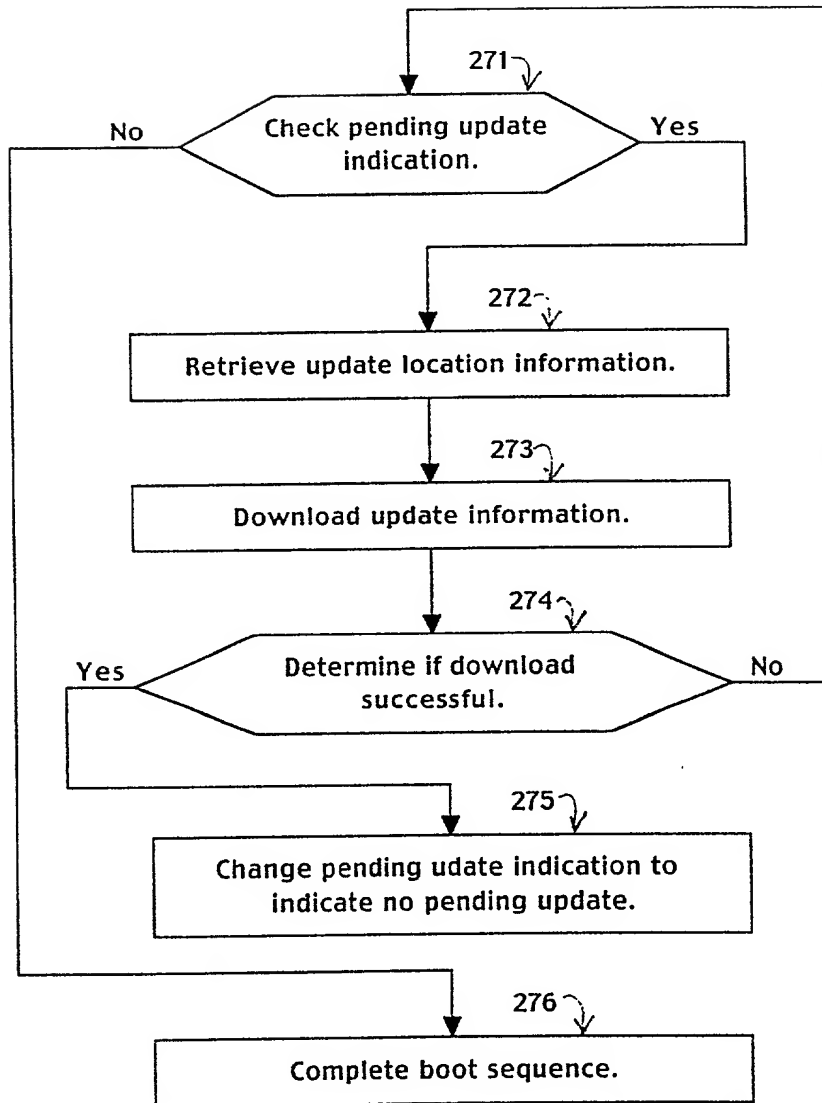 271
No
Check pending update
indication.
Yes
272
Retrieve update location information.
273
Download update information.
274
Yes
Determine if download
successful.
No
275
Change pending udate indication to
indicate no pending update.
276
Complete boot sequence.